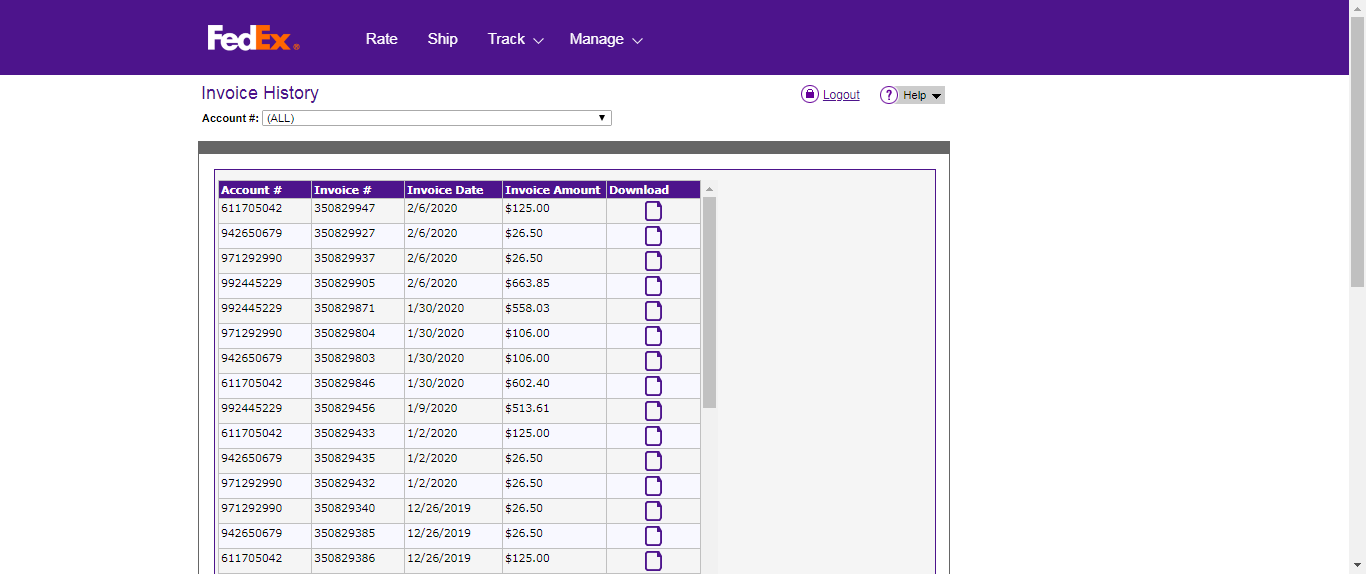 FedEx®
Rate Ship Track Manage
Invoice History
Logout ? Help
Account #: (ALL)
Account # Invoice # Invoice Date Invoice Amount Download
611705042 350829947 2/6/2020 $125.00
942650679 350829927 2/6/2020 $26.50
971292990 350829937 2/6/2020 $26.50
992445229 350829905 2/6/2020 $663.85
992445229 350829871 1/30/2020 $558.03
971292990 350829804 1/30/2020 $106.00
942650679 350829803 1/30/2020 $106.00
611705042 350829846 1/30/2020 $602.40
992445229 350829456 1/9/2020 $513.61
611705042 350829433 1/2/2020 $125.00
942650679 350829435 1/2/2020 $26.50
971292990 350829432 1/2/2020 $26.50
971292990 350829340 12/26/2019 $26.50
942650679 350829385 12/26/2019 $26.50
611705042 350829386 12/26/2019 $125.00